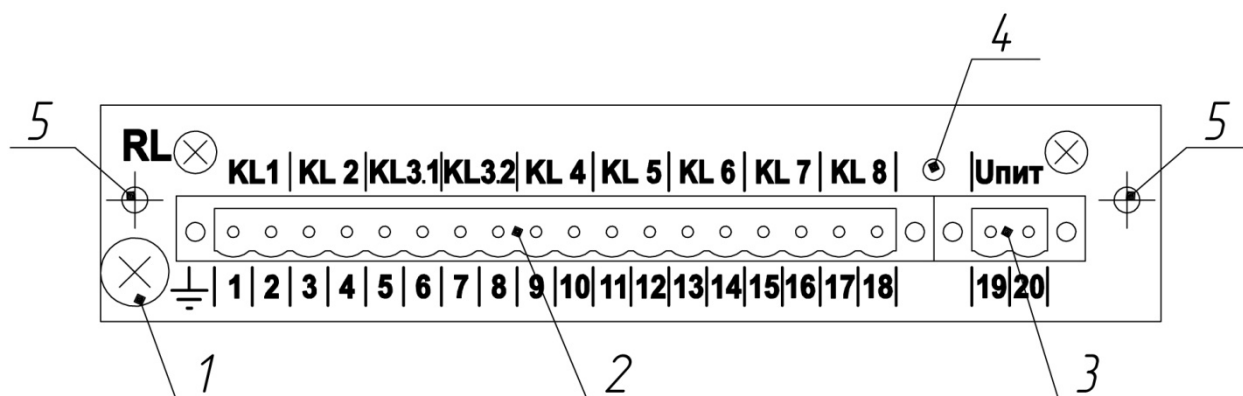 4
5
5
RL
KL1 | KL 2 | KL3.1 | KL3.2 | KL 4 | KL 5 | KL 6 | KL 7 | KL 8 | | Uпит
| 1 | 2 | 3 | 4 | 5 | 6 | 7 | 8 | 9 | 10 | 11 | 12 | 13 | 14 | 15 | 16 | 17 | 18 | | 19 | 20 |
1
2
3